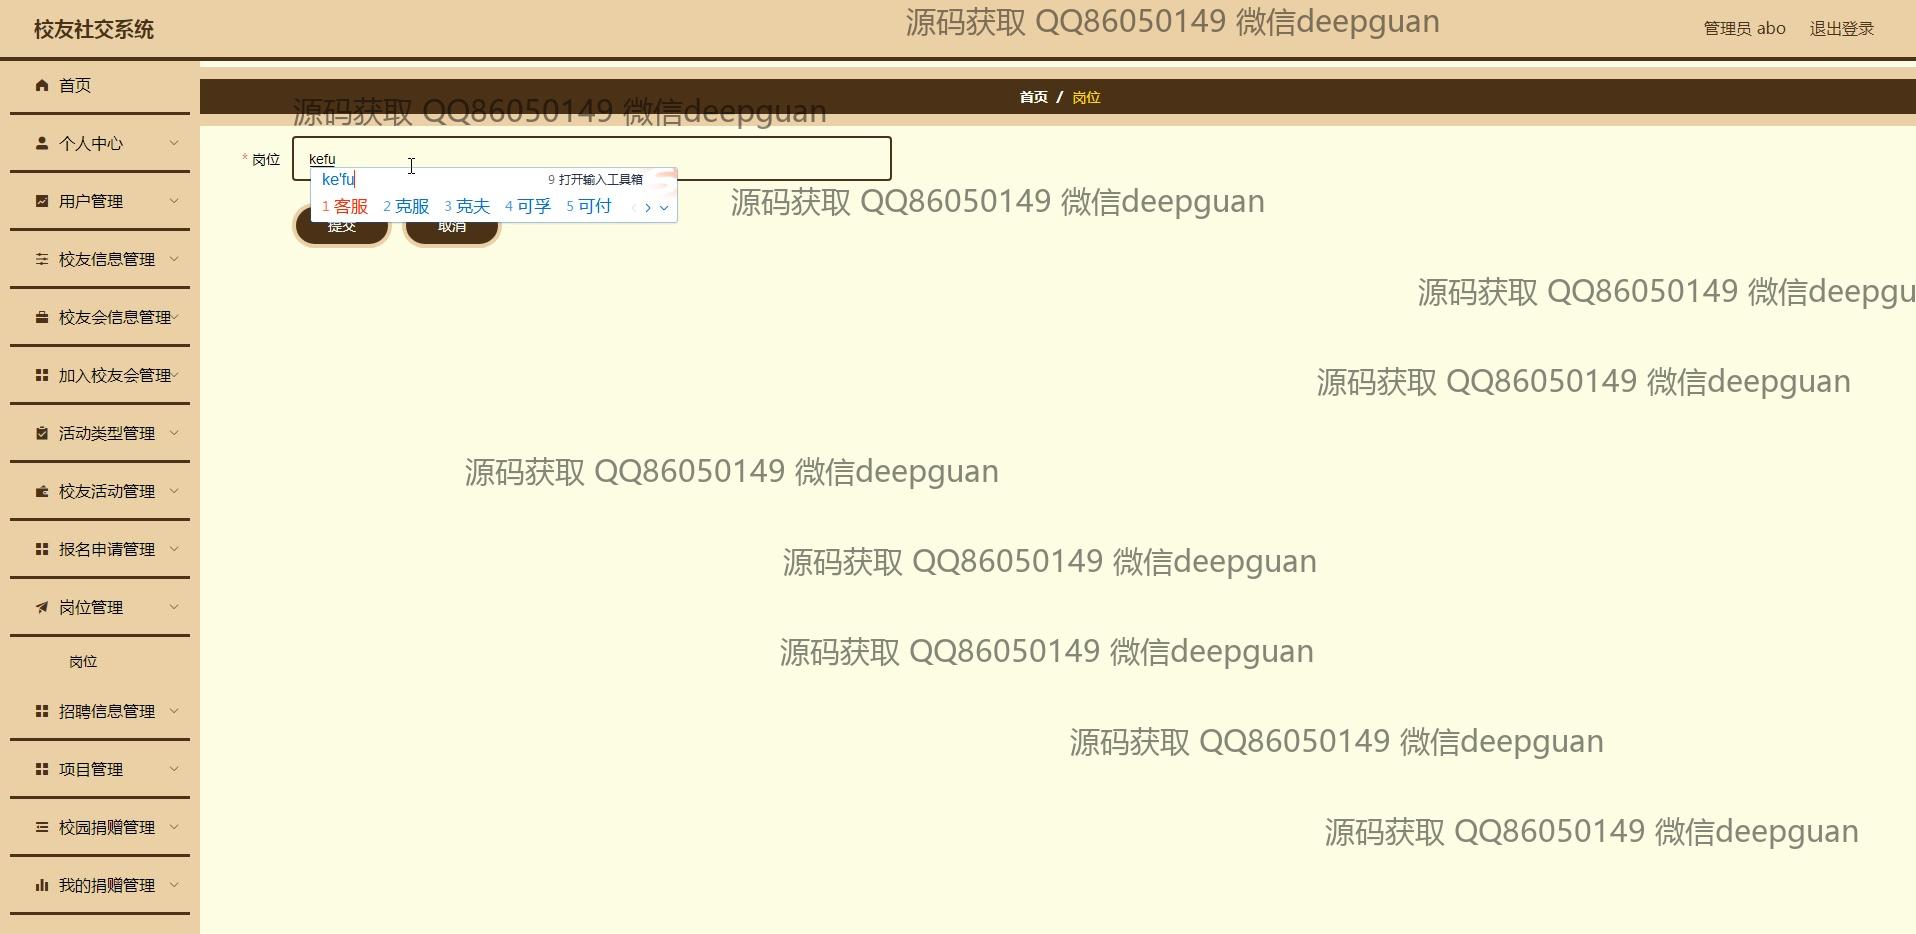 校友社交系统
源码获取 QQ86050149 微信deepguan
管理员 abo
退出登录
首页
个人中心
用户管理
校友信息管理
校友会信息管理
加入校友会管理
活动类型管理
校友活动管理
报名申请管理
岗位管理
岗位
招聘信息管理
项目管理
校园捐赠管理
我的捐赠管理
首页 / 岗位
源码获取 QQ86050149 微信deepguan
* 岗位
kefu
ke'fu
9 打开输入工具箱
1 客服 2 克服 3 克夫 4 可孚 5 可付
提交
取消
源码获取 QQ86050149 微信deepguan
源码获取 QQ86050149 微信deepgu
源码获取 QQ86050149 微信deepguan
源码获取 QQ86050149 微信deepguan
源码获取 QQ86050149 微信deepguan
源码获取 QQ86050149 微信deepguan
源码获取 QQ86050149 微信deepguan
源码获取 QQ86050149 微信deepguan